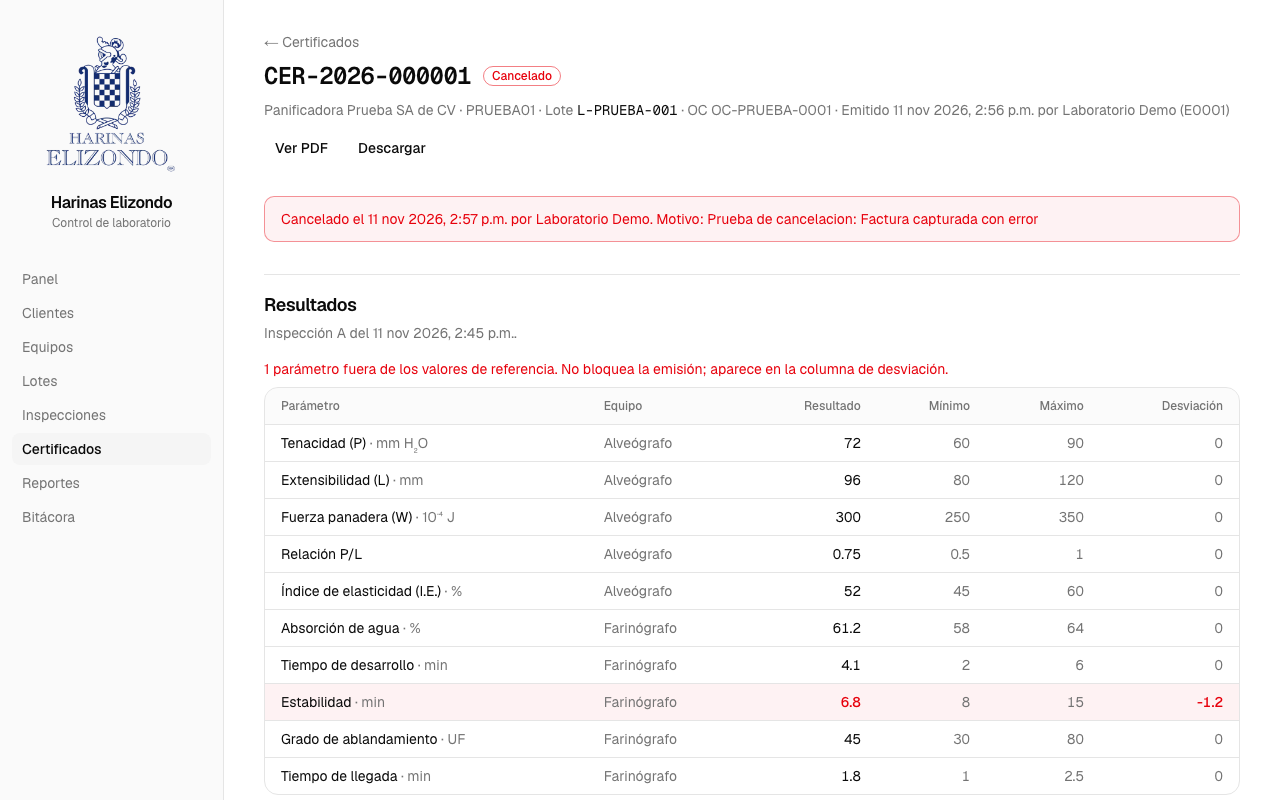 HARINAS
ELIZONDO
Harinas Elizondo
Control de laboratorio
Panel
Clientes
Equipos
Lotes
Inspecciones
Certificados
Reportes
Bitácora
← Certificados
CER-2026-000001 Cancelado
Panificadora Prueba SA de CV · PRUEBA01 · Lote L-PRUEBA-001 · OC OC-PRUEBA-0001 · Emitido 11 nov 2026, 2:56 p.m. por Laboratorio Demo (E0001)
Ver PDF Descargar
Cancelado el 11 nov 2026, 2:57 p.m. por Laboratorio Demo. Motivo: Prueba de cancelacion: Factura capturada con error
Resultados
Inspección A del 11 nov 2026, 2:45 p.m..
1 parámetro fuera de los valores de referencia. No bloquea la emisión; aparece en la columna de desviación.
Parámetro Equipo Resultado Mínimo Máximo Desviación
Tenacidad (P) · mm H₂O Alveógrafo 72 60 90 0
Extensibilidad (L) · mm Alveógrafo 96 80 120 0
Fuerza panadera (W) · 10⁻⁴ J Alveógrafo 300 250 350 0
Relación P/L Alveógrafo 0.75 0.5 1 0
Índice de elasticidad (I.E.) · % Alveógrafo 52 45 60 0
Absorción de agua · % Farinógrafo 61.2 58 64 0
Tiempo de desarrollo · min Farinógrafo 4.1 2 6 0
Estabilidad · min Farinógrafo 6.8 8 15 -1.2
Grado de ablandamiento · UF Farinógrafo 45 30 80 0
Tiempo de llegada · min Farinógrafo 1.8 1 2.5 0